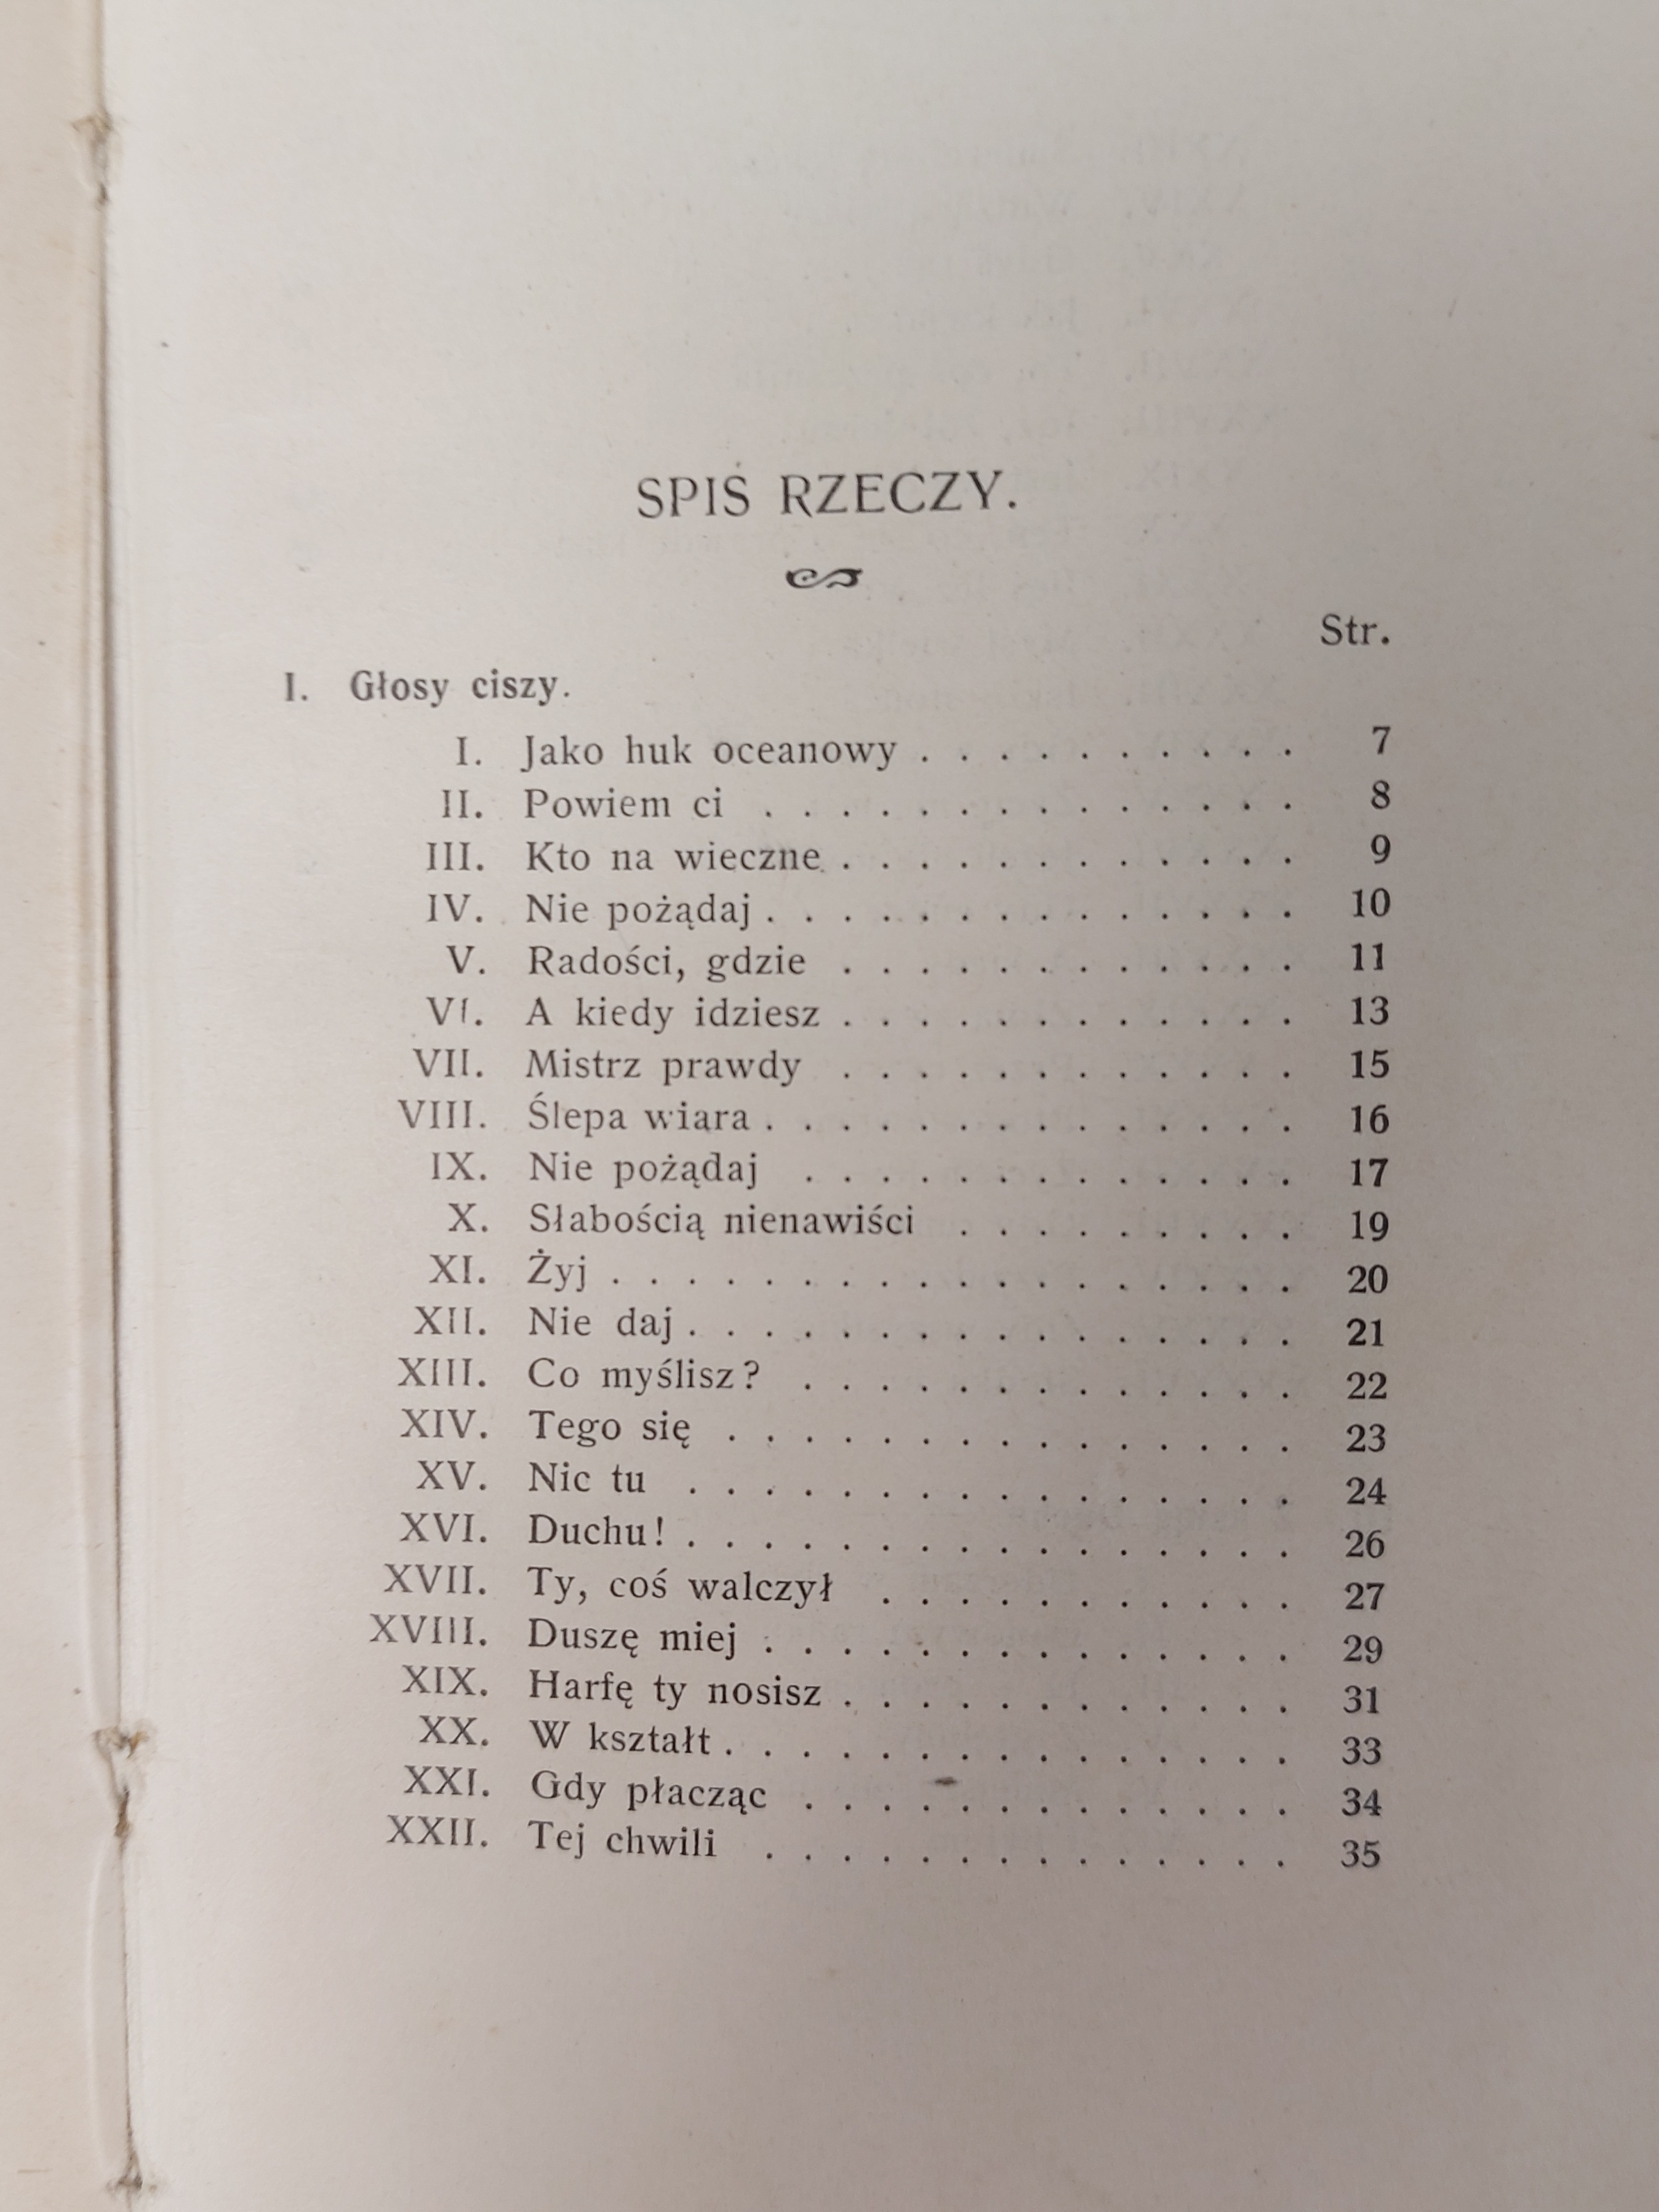 SPIS RZECZY.
Str.
I. Głosy ciszy.
I. Jako huk oceanowy . . . . . . . . . . 7
II. Powiem ci . . . . . . . . . . . . . . 8
III. Kto na wieczne . . . . . . . . . . . . 9
IV. Nie pożądaj . . . . . . . . . . . . . . 10
V. Radości, gdzie . . . . . . . . . . . . 11
VI. A kiedy idziesz . . . . . . . . . . . . 13
VII. Mistrz prawdy . . . . . . . . . . . . 15
VIII. Ślepa wiara . . . . . . . . . . . . . . 16
IX. Nie pożądaj . . . . . . . . . . . . . 17
X. Słabością nienawiści . . . . . . . . . 19
XI. Żyj . . . . . . . . . . . . . . . . . . 20
XII. Nie daj . . . . . . . . . . . . . . . . 21
XIII. Co myślisz? . . . . . . . . . . . . . 22
XIV. Tego się . . . . . . . . . . . . . . . 23
XV. Nic tu . . . . . . . . . . . . . . . . 24
XVI. Duchu! . . . . . . . . . . . . . . . . 26
XVII. Ty, coś walczył . . . . . . . . . . . 27
XVIII. Duszę miej . . . . . . . . . . . . . . 29
XIX. Harfę ty nosisz . . . . . . . . . . . . 31
XX. W kształt . . . . . . . . . . . . . . . 33
XXI. Gdy płacząc . . . . . . . . . . . . . 34
XXII. Tej chwili . . . . . . . . . . . . . . 35